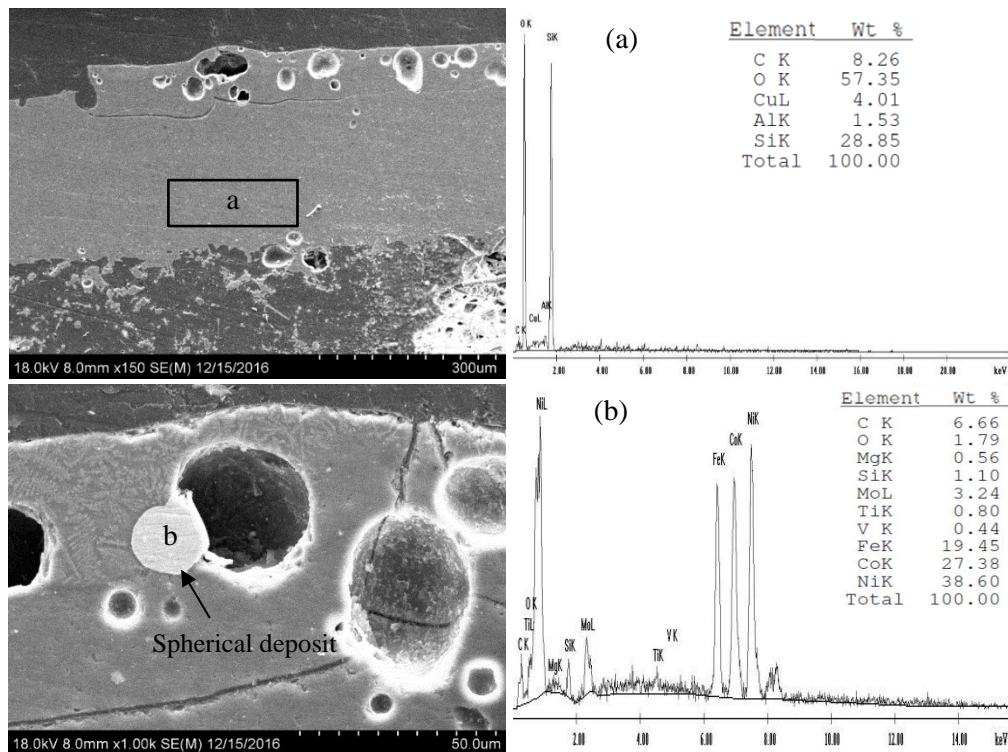 a
18.0kV 8.0mm x150 SE(M) 12/15/2016 300um
(a)
Element Wt %
C K 8.26
O K 57.35
CuL 4.01
AlK 1.53
SiK 28.85
Total 100.00
O K
SiK
AlK
CuL
C K
2.00 4.00 6.00 8.00 10.00 12.00 14.00 16.00 18.00 20.00 keV
b
Spherical deposit
18.0kV 8.0mm x1.00k SE(M) 12/15/2016 50.0um
(b)
Element Wt %
C K 6.66
O K 1.79
MgK 0.56
SiK 1.10
MoL 3.24
TiK 0.80
V K 0.44
FeK 19.45
CoK 27.38
NiK 38.60
Total 100.00
NiL
NiK
CoK
FeK
O K
TiL
C K
MgK
SiK
MoL
TiK
V K
2.00 4.00 6.00 8.00 10.00 12.00 14.00 keV